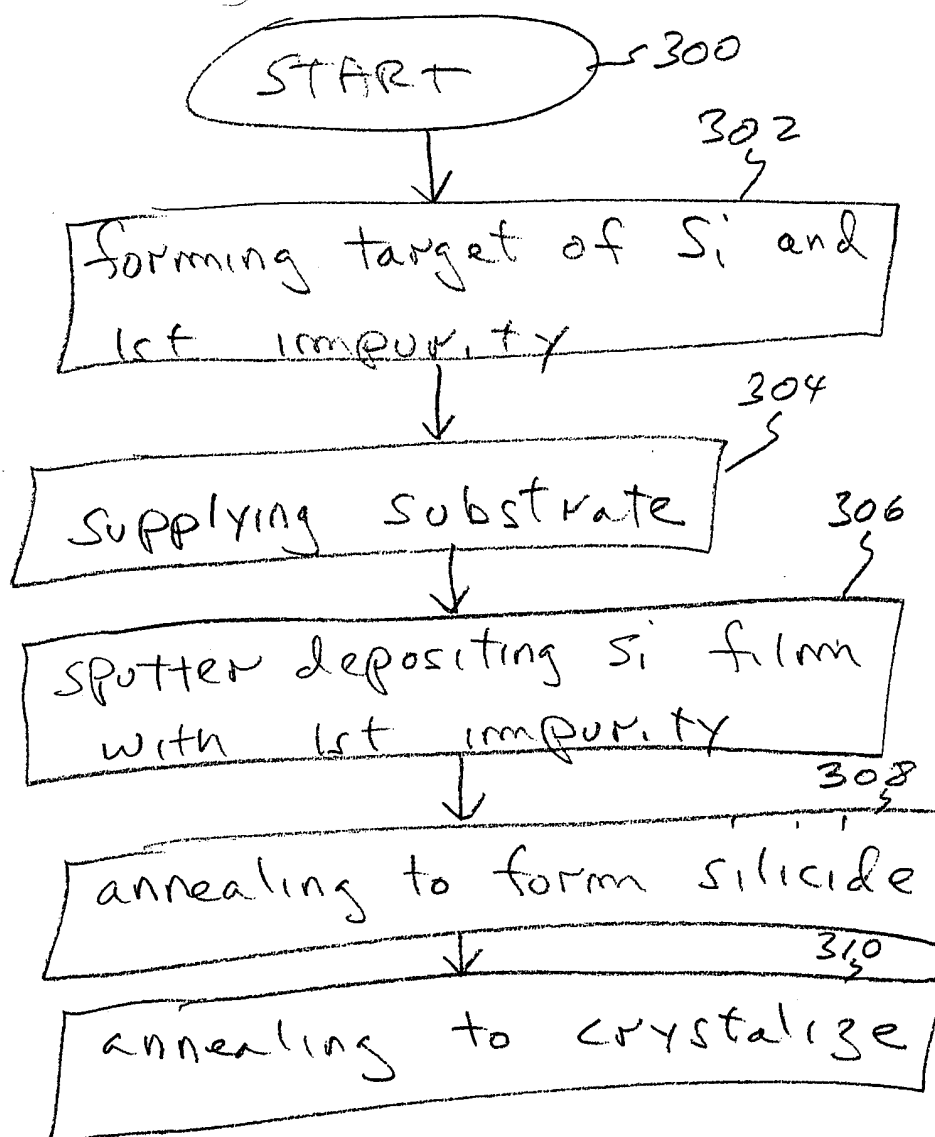 START
300
302
forming target of Si and
1st impurity
304
supplying substrate
306
sputter depositing Si film
with 1st impurity
308
annealing to form silicide
310
annealing to crystalize